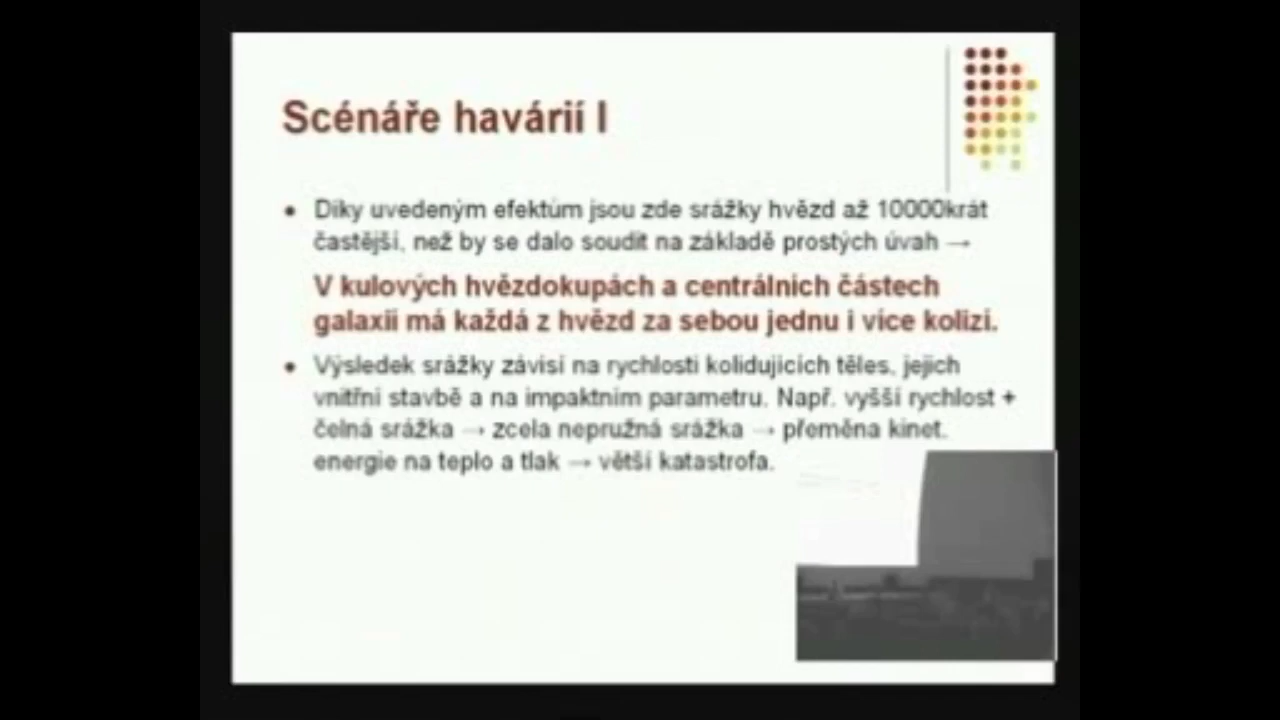 Scénáře havárií I
• Díky uvedeným efektům jsou zde srážky hvězd až 10000krát
častější, než by se dalo soudit na základě prostých úvah →
V kulových hvězdokupách a centrálních částech
galaxií má každá z hvězd za sebou jednu i více kolizí.
• Výsledek srážky závisí na rychlosti kolidujících těles, jejich
vnitřní stavbě a na impaktním parametru. Např. vyšší rychlost +
čelná srážka → zcela nepružná srážka → přeměna kinet.
energie na teplo a tlak → větší katastrofa.